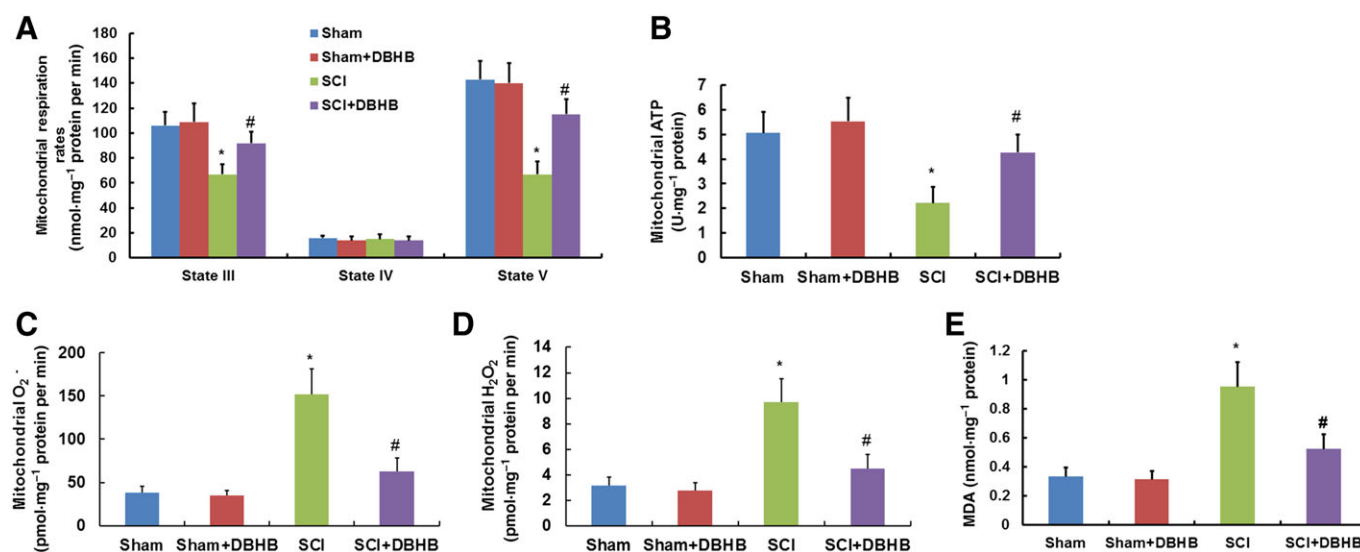 A
Mitochondrial respiration
rates
(nmol·mg⁻¹ protein per min)
180
160
140
120
100
80
60
40
20
0
Sham
Sham+DBHB
SCI
SCI+DBHB
*
#
*
#
State III
State IV
State V
B
Mitochondrial ATP
(U·mg⁻¹ protein)
7
6
5
4
3
2
1
0
*
#
Sham
Sham+DBHB
SCI
SCI+DBHB
C
Mitochondrial O₂⁻
(pmol·mg⁻¹ protein per min)
200
150
100
50
0
*
#
Sham
Sham+DBHB
SCI
SCI+DBHB
D
Mitochondrial H₂O₂
(pmol·mg⁻¹ protein per min)
14
12
10
8
6
4
2
0
*
#
Sham
Sham+DBHB
SCI
SCI+DBHB
E
MDA (nmol·mg⁻¹ protein)
1.2
1
0.8
0.6
0.4
0.2
0
*
#
Sham
Sham+DBHB
SCI
SCI+DBHB